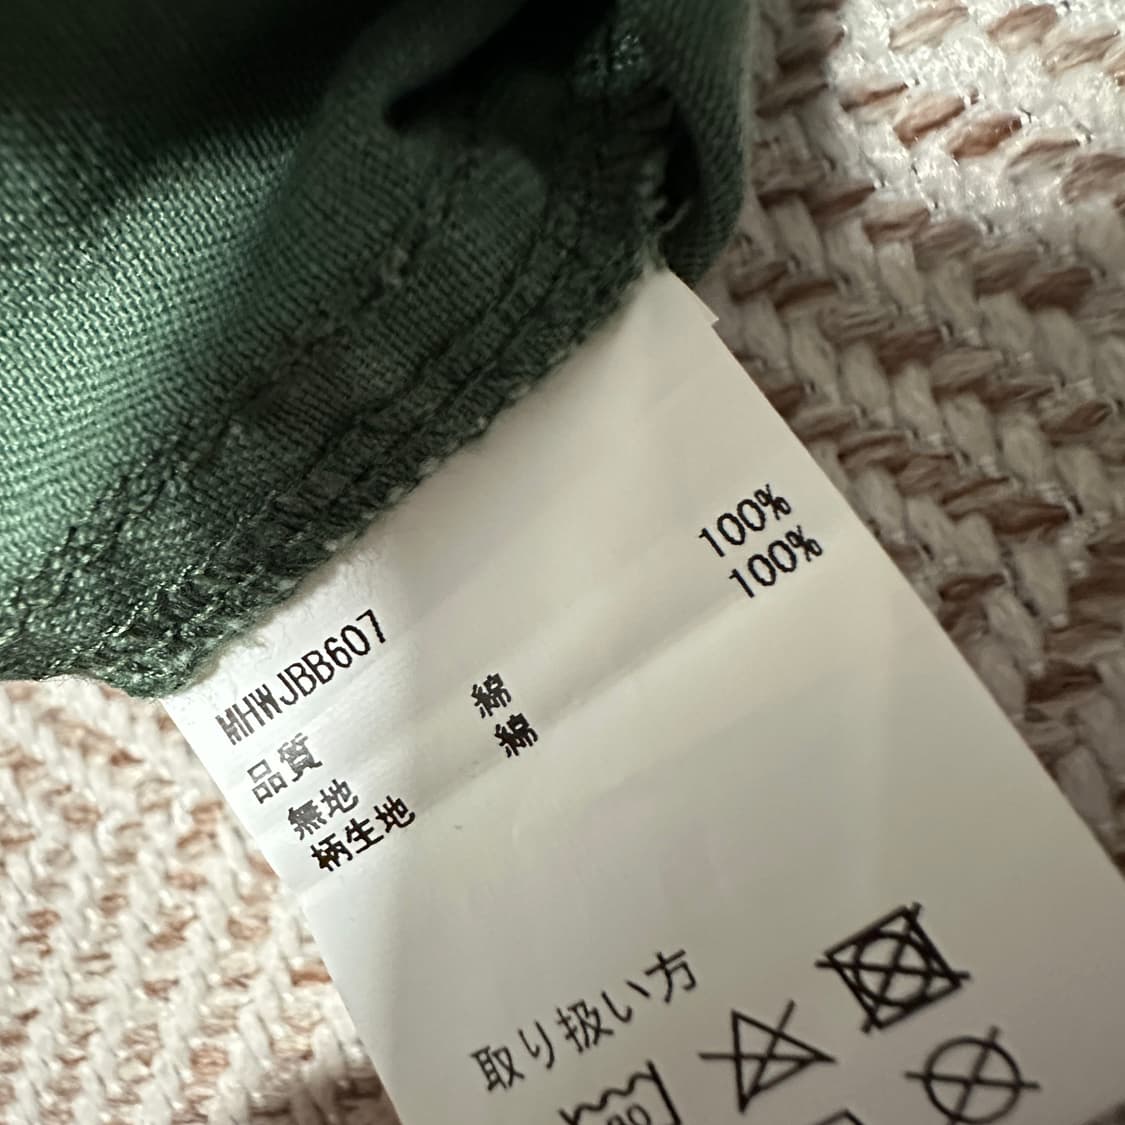 MHWJBB607
品質
無地 綿 100%
柄生地 綿 100%
取り扱い方